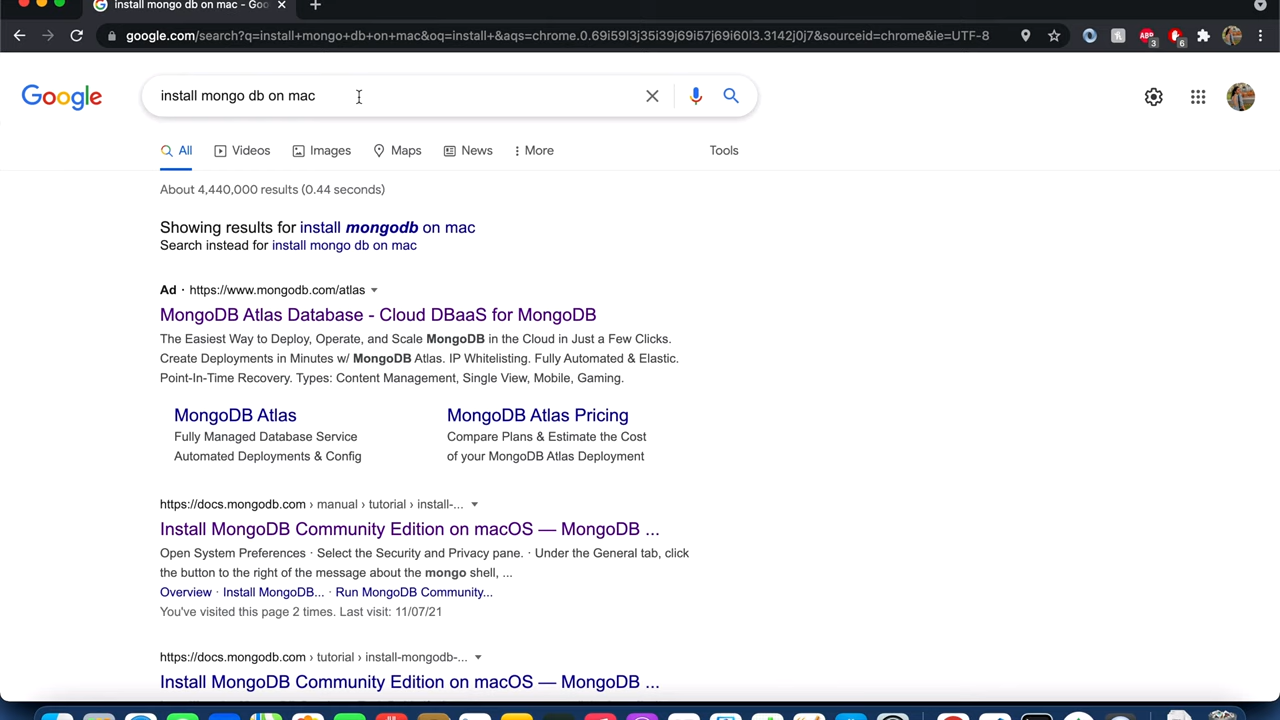 install mongo db on mac - Goo
google.com/search?q=install+mongo+db+on+mac&oq=install+&aqs=chrome.0.69i59l3j35i39j69i57j69i60l3.3142j0j7&sourceid=chrome&ie=UTF-8
ABP 3 6
Google
install mongo db on mac
All Videos Images Maps News More Tools
About 4,440,000 results (0.44 seconds)
Showing results for install mongodb on mac
Search instead for install mongo db on mac
Ad · https://www.mongodb.com/atlas
MongoDB Atlas Database - Cloud DBaaS for MongoDB
The Easiest Way to Deploy, Operate, and Scale MongoDB in the Cloud in Just a Few Clicks.
Create Deployments in Minutes w/ MongoDB Atlas. IP Whitelisting. Fully Automated & Elastic.
Point-In-Time Recovery. Types: Content Management, Single View, Mobile, Gaming.
MongoDB Atlas MongoDB Atlas Pricing
Fully Managed Database Service Compare Plans & Estimate the Cost
Automated Deployments & Config of your MongoDB Atlas Deployment
https://docs.mongodb.com › manual › tutorial › install-...
Install MongoDB Community Edition on macOS — MongoDB ...
Open System Preferences · Select the Security and Privacy pane. · Under the General tab, click
the button to the right of the message about the mongo shell, ...
Overview · Install MongoDB... · Run MongoDB Community...
You've visited this page 2 times. Last visit: 11/07/21
https://docs.mongodb.com › tutorial › install-mongodb-...
Install MongoDB Community Edition on macOS — MongoDB ...